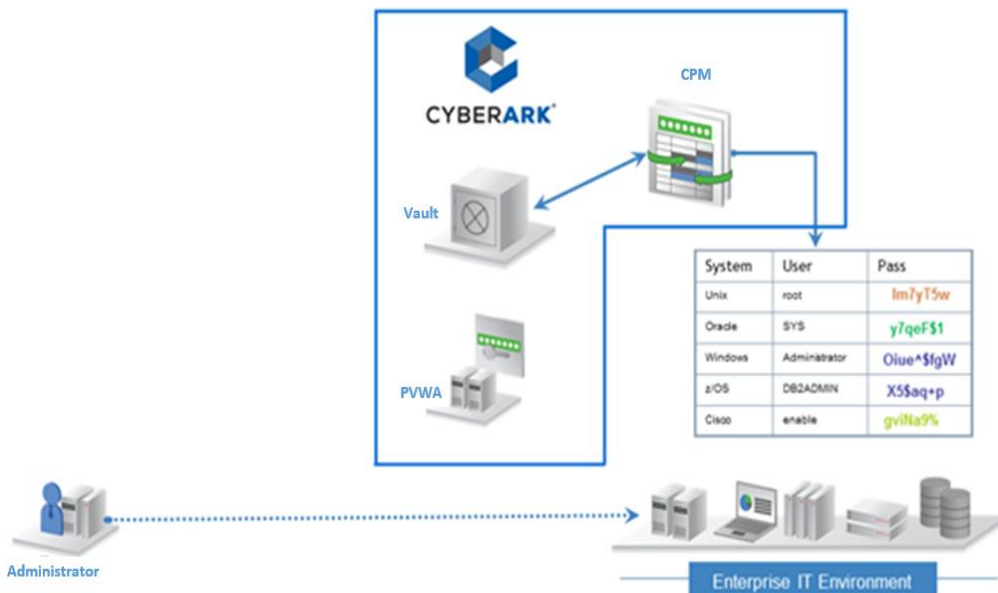 CYBERARK
CPM
Vault
PVWA
System User Pass
Unix root lm7yT5w
Oracle SYS y7qeF$1
Windows Administrator Oiue^$fgW
z/OS DB2ADMIN X5$aq+p
Cisco enable gviNa9%
Administrator
Enterprise IT Environment